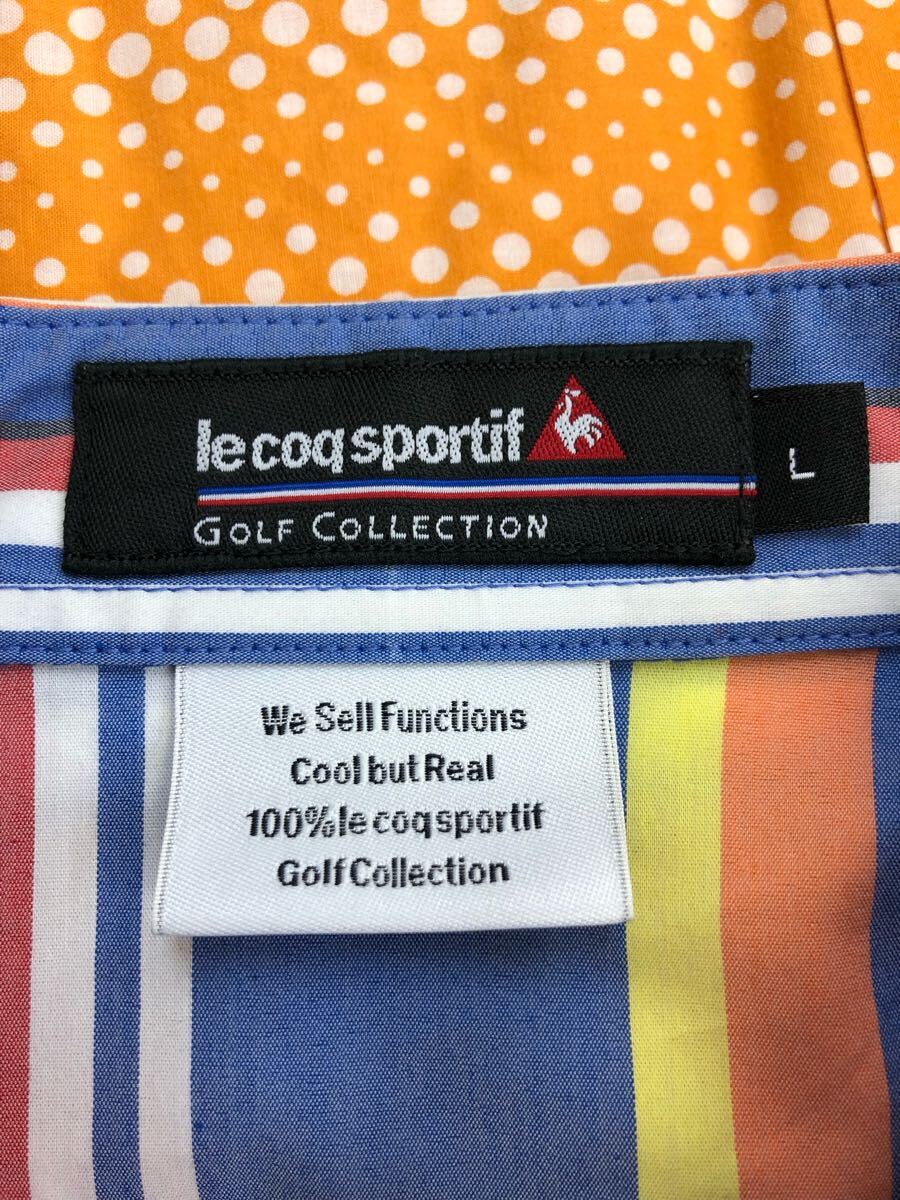 le coq sportif
GOLF COLLECTION
L
We Sell Functions
Cool but Real
100% le coq sportif
Golf Collection